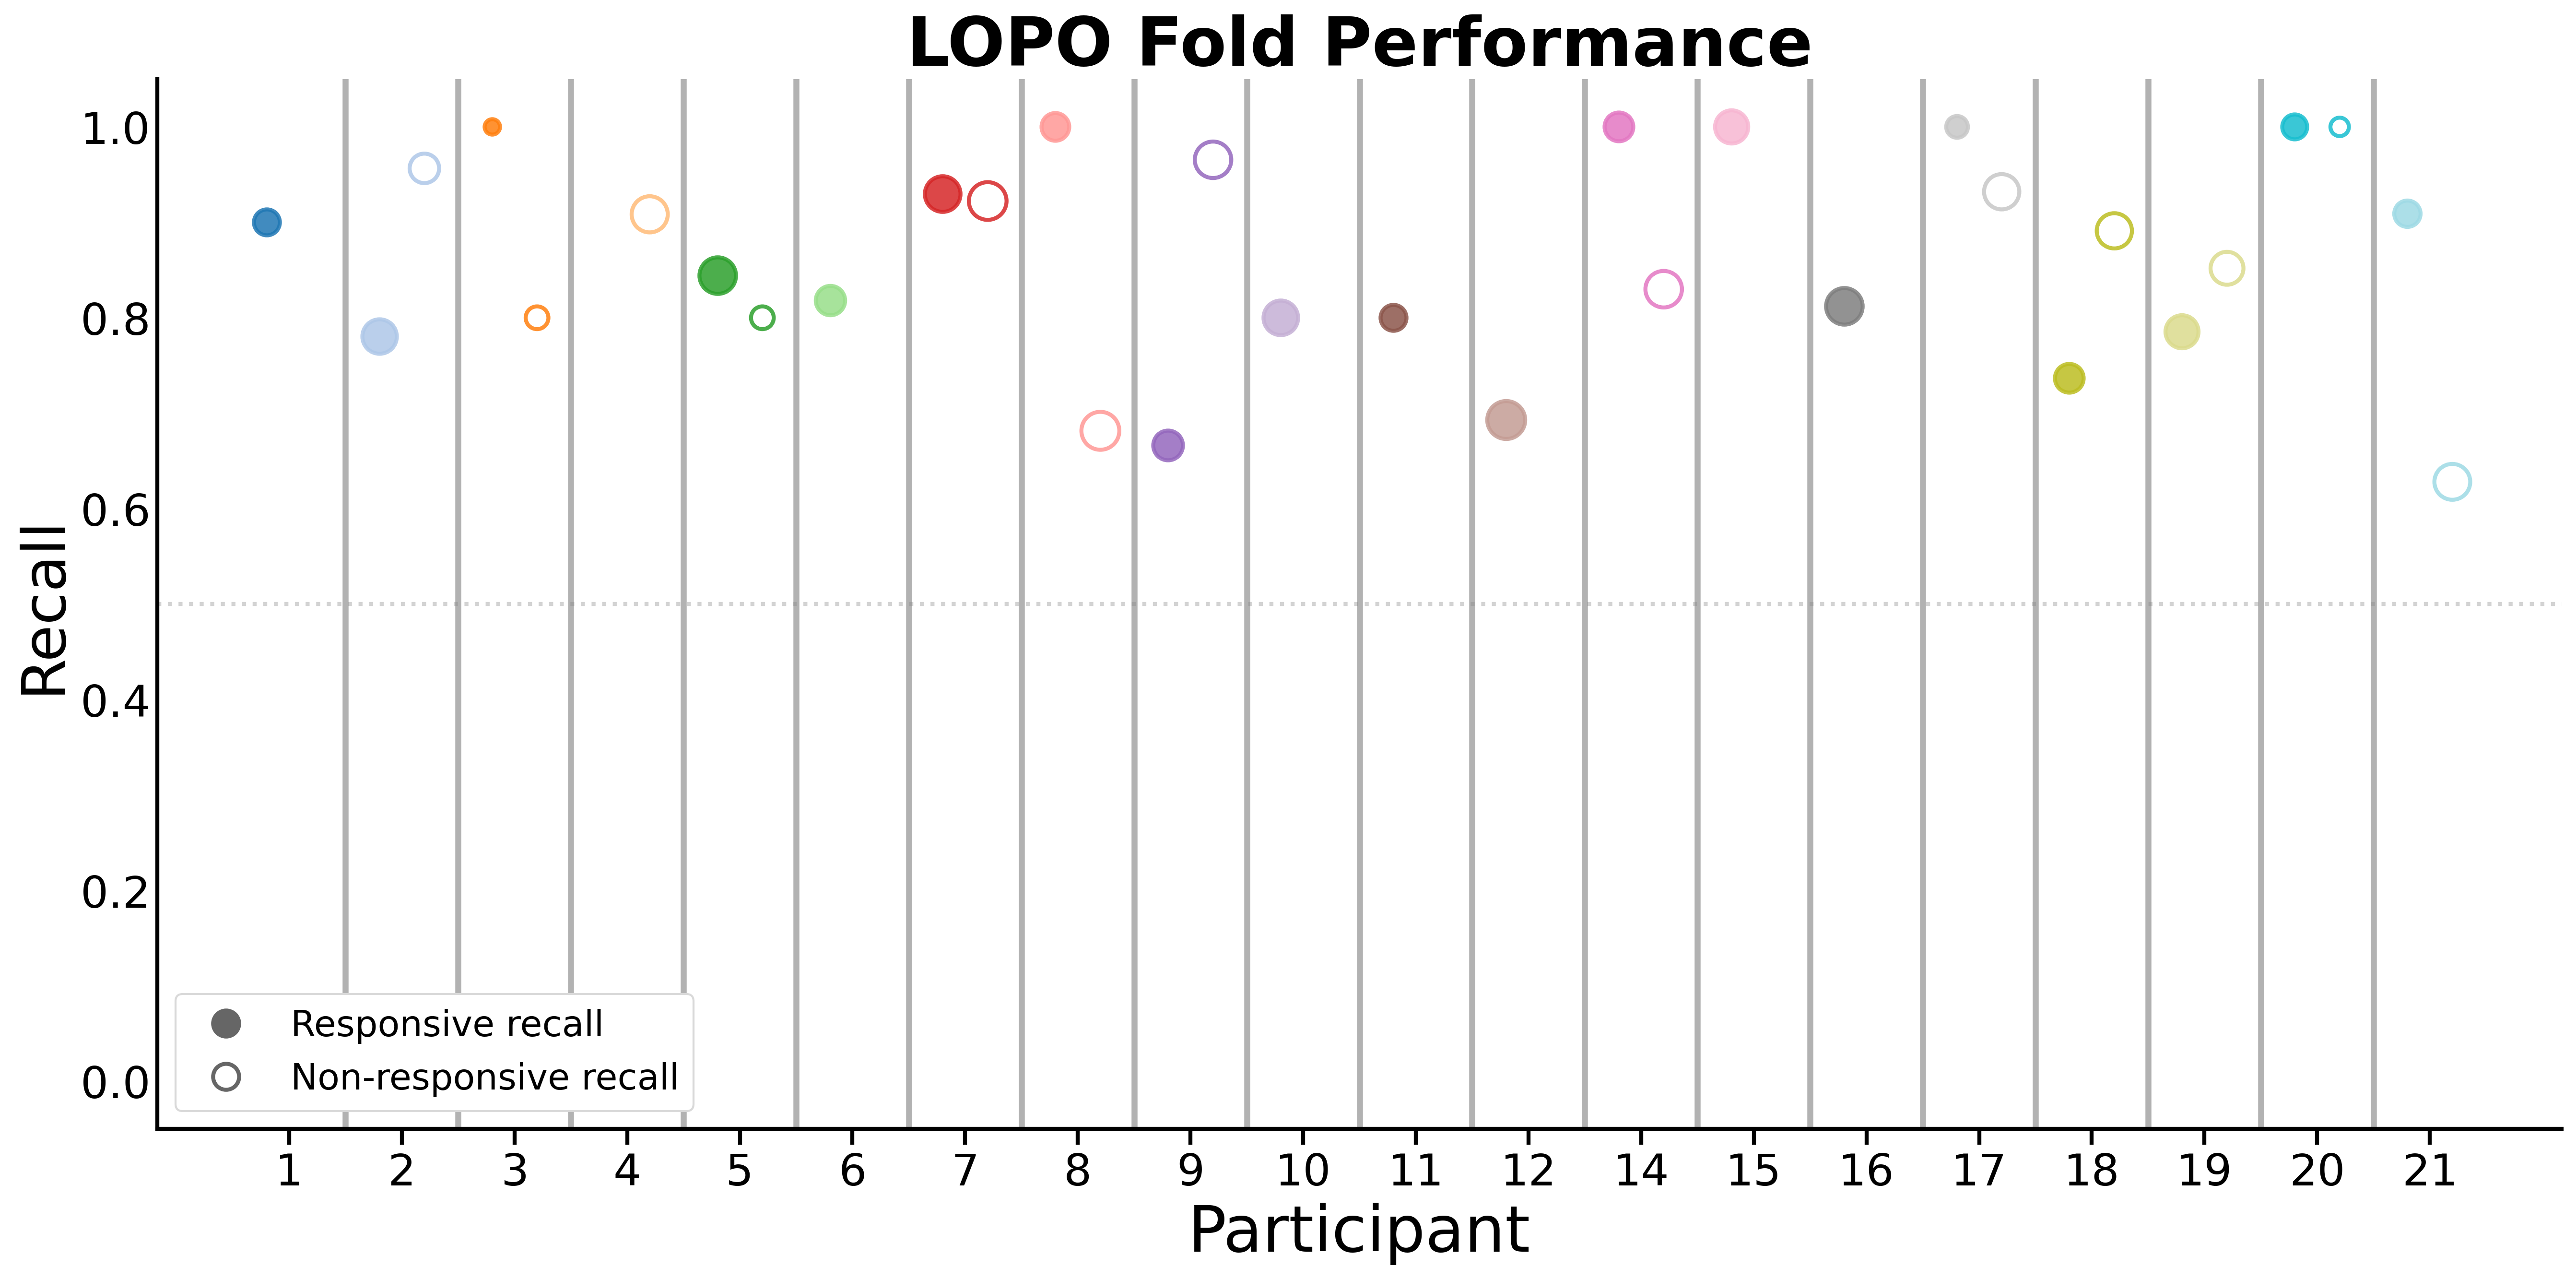 LOPO Fold Performance
Recall
1.0
0.8
0.6
0.4
0.2
0.0
Responsive recall
Non-responsive recall
1 2 3 4 5 6 7 8 9 10 11 12 14 15 16 17 18 19 20 21
Participant